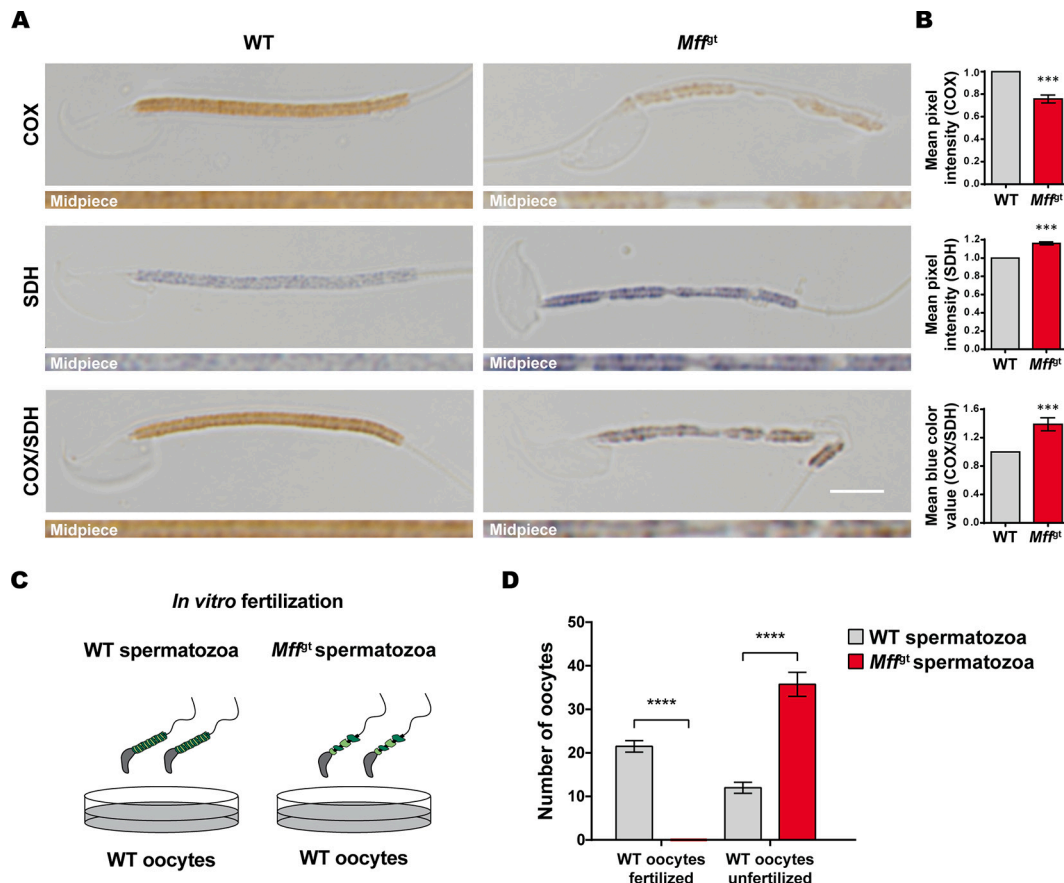 A
WT
Mffgt
COX
Midpiece
Midpiece
SDH
Midpiece
Midpiece
COX/SDH
Midpiece
Midpiece
B
Mean pixel
intensity (COX)
1.0
0.8
0.6
0.4
0.2
0.0
***
WT
Mffgt
Mean pixel
intensity (SDH)
1.4
1.2
1.0
0.8
0.6
0.4
0.2
0.0
***
WT
Mffgt
Mean blue color
value (COX/SDH)
1.6
1.2
0.8
0.4
0.0
***
WT
Mffgt
C
In vitro fertilization
WT spermatozoa
Mffgt spermatozoa
WT oocytes
WT oocytes
D
Number of oocytes
50
40
30
20
10
0
****
****
WT oocytes
fertilized
WT oocytes
unfertilized
WT spermatozoa
Mffgt spermatozoa